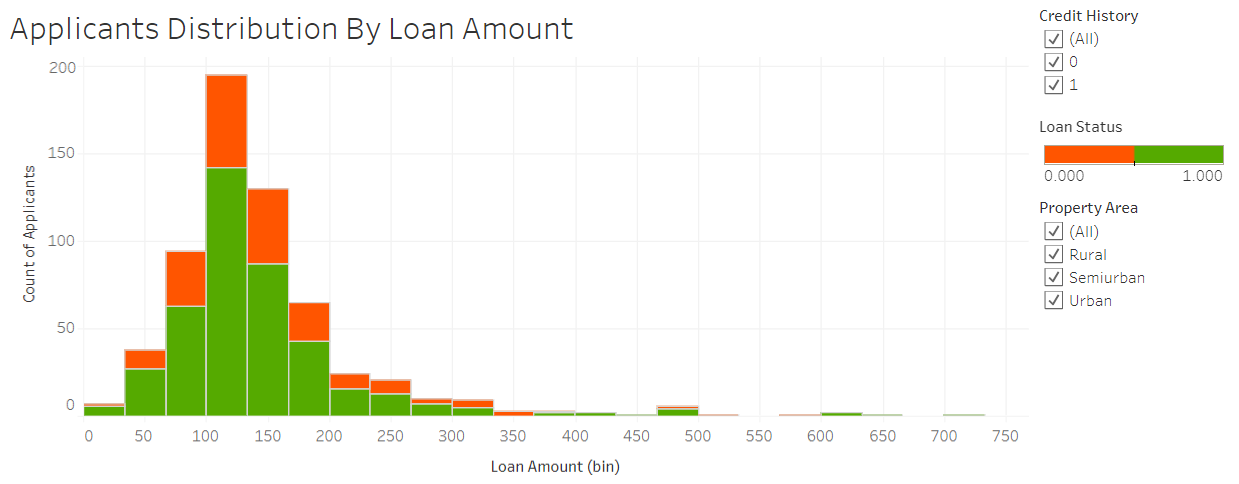 Applicants Distribution By Loan Amount
200
150
100
50
0
Count of Applicants
0 50 100 150 200 250 300 350 400 450 500 550 600 650 700 750
Loan Amount (bin)
Credit History
(All)
0
1
Loan Status
0.000 1.000
Property Area
(All)
Rural
Semiurban
Urban